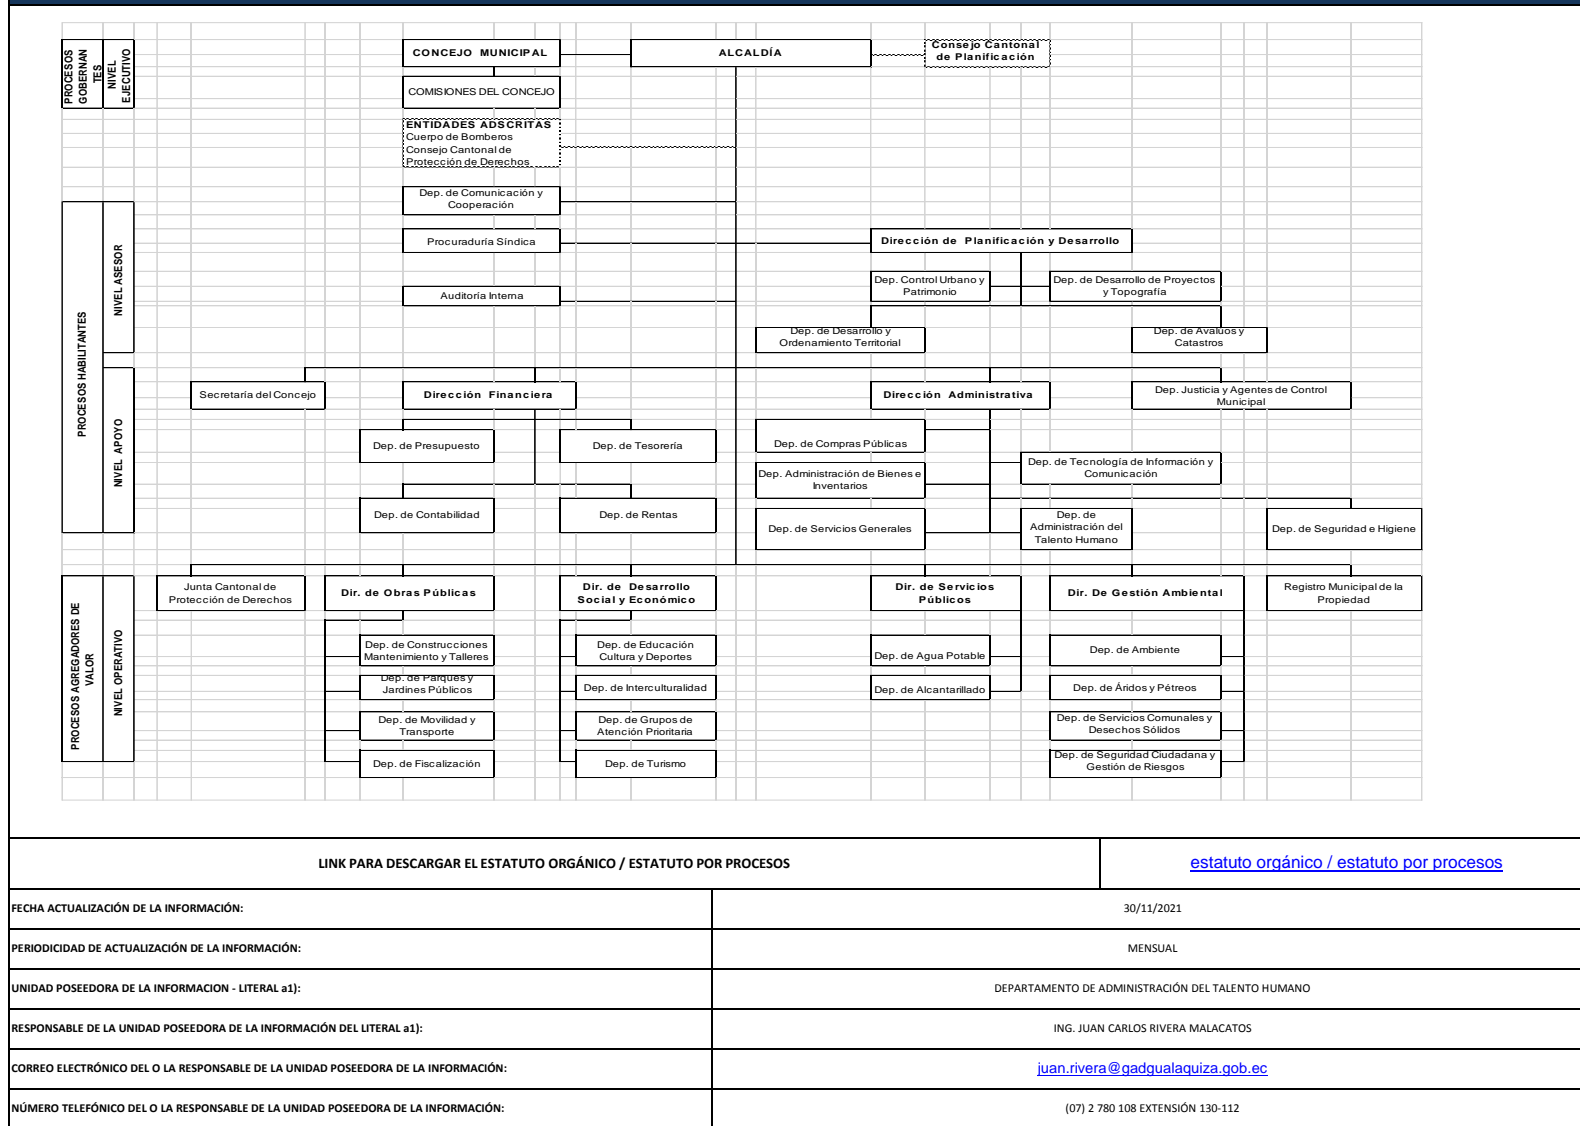 PROCESOS
GOBERNAN
TES
NIVEL
EJECUTIVO
CONCEJO MUNICIPAL
ALCALDÍA
Consejo Cantonal
de Planificación
COMISIONES DEL CONCEJO
ENTIDADES ADSCRITAS
Cuerpo de Bomberos
Consejo Cantonal de
Protección de Derechos
PROCESOS HABILITANTES
NIVEL ASESOR
Dep. de Comunicación y
Cooperación
Procuraduría Síndica
Dirección de Planificación y Desarrollo
Auditoría Interna
Dep. Control Urbano y
Patrimonio
Dep. de Desarrollo de Proyectos
y Topografía
Dep. de Desarrollo y
Ordenamiento Territorial
Dep. de Avalúos y
Catastros
NIVEL APOYO
Secretaría del Concejo
Dirección Financiera
Dirección Administrativa
Dep. Justicia y Agentes de Control
Municipal
Dep. de Presupuesto
Dep. de Tesorería
Dep. de Compras Públicas
Dep. de Tecnología de Información y
Comunicación
Dep. Administración de Bienes e
Inventarios
Dep. de Contabilidad
Dep. de Rentas
Dep. de Servicios Generales
Dep. de
Administración del
Talento Humano
Dep. de Seguridad e Higiene
PROCESOS AGREGADORES DE
VALOR
NIVEL OPERATIVO
Junta Cantonal de
Protección de Derechos
Dir. de Obras Públicas
Dir. de Desarrollo
Social y Económico
Dir. de Servicios
Públicos
Dir. De Gestión Ambiental
Registro Municipal de la
Propiedad
Dep. de Construcciones
Mantenimiento y Talleres
Dep. de Educación
Cultura y Deportes
Dep. de Agua Potable
Dep. de Ambiente
Dep. de Parques y
Jardines Públicos
Dep. de Interculturalidad
Dep. de Alcantarillado
Dep. de Áridos y Pétreos
Dep. de Movilidad y
Transporte
Dep. de Grupos de
Atención Prioritaria
Dep. de Servicios Comunales y
Desechos Sólidos
Dep. de Fiscalización
Dep. de Turismo
Dep. de Seguridad Ciudadana y
Gestión de Riesgos
LINK PARA DESCARGAR EL ESTATUTO ORGÁNICO / ESTATUTO POR PROCESOS
estatuto orgánico / estatuto por procesos
FECHA ACTUALIZACIÓN DE LA INFORMACIÓN:
30/11/2021
PERIODICIDAD DE ACTUALIZACIÓN DE LA INFORMACIÓN:
MENSUAL
UNIDAD POSEEDORA DE LA INFORMACION - LITERAL a1):
DEPARTAMENTO DE ADMINISTRACIÓN DEL TALENTO HUMANO
RESPONSABLE DE LA UNIDAD POSEEDORA DE LA INFORMACIÓN DEL LITERAL a1):
ING. JUAN CARLOS RIVERA MALACATOS
CORREO ELECTRÓNICO DEL O LA RESPONSABLE DE LA UNIDAD POSEEDORA DE LA INFORMACIÓN:
juan.rivera@gadgualaquiza.gob.ec
NÚMERO TELEFÓNICO DEL O LA RESPONSABLE DE LA UNIDAD POSEEDORA DE LA INFORMACIÓN:
(07) 2 780 108 EXTENSIÓN 130-112